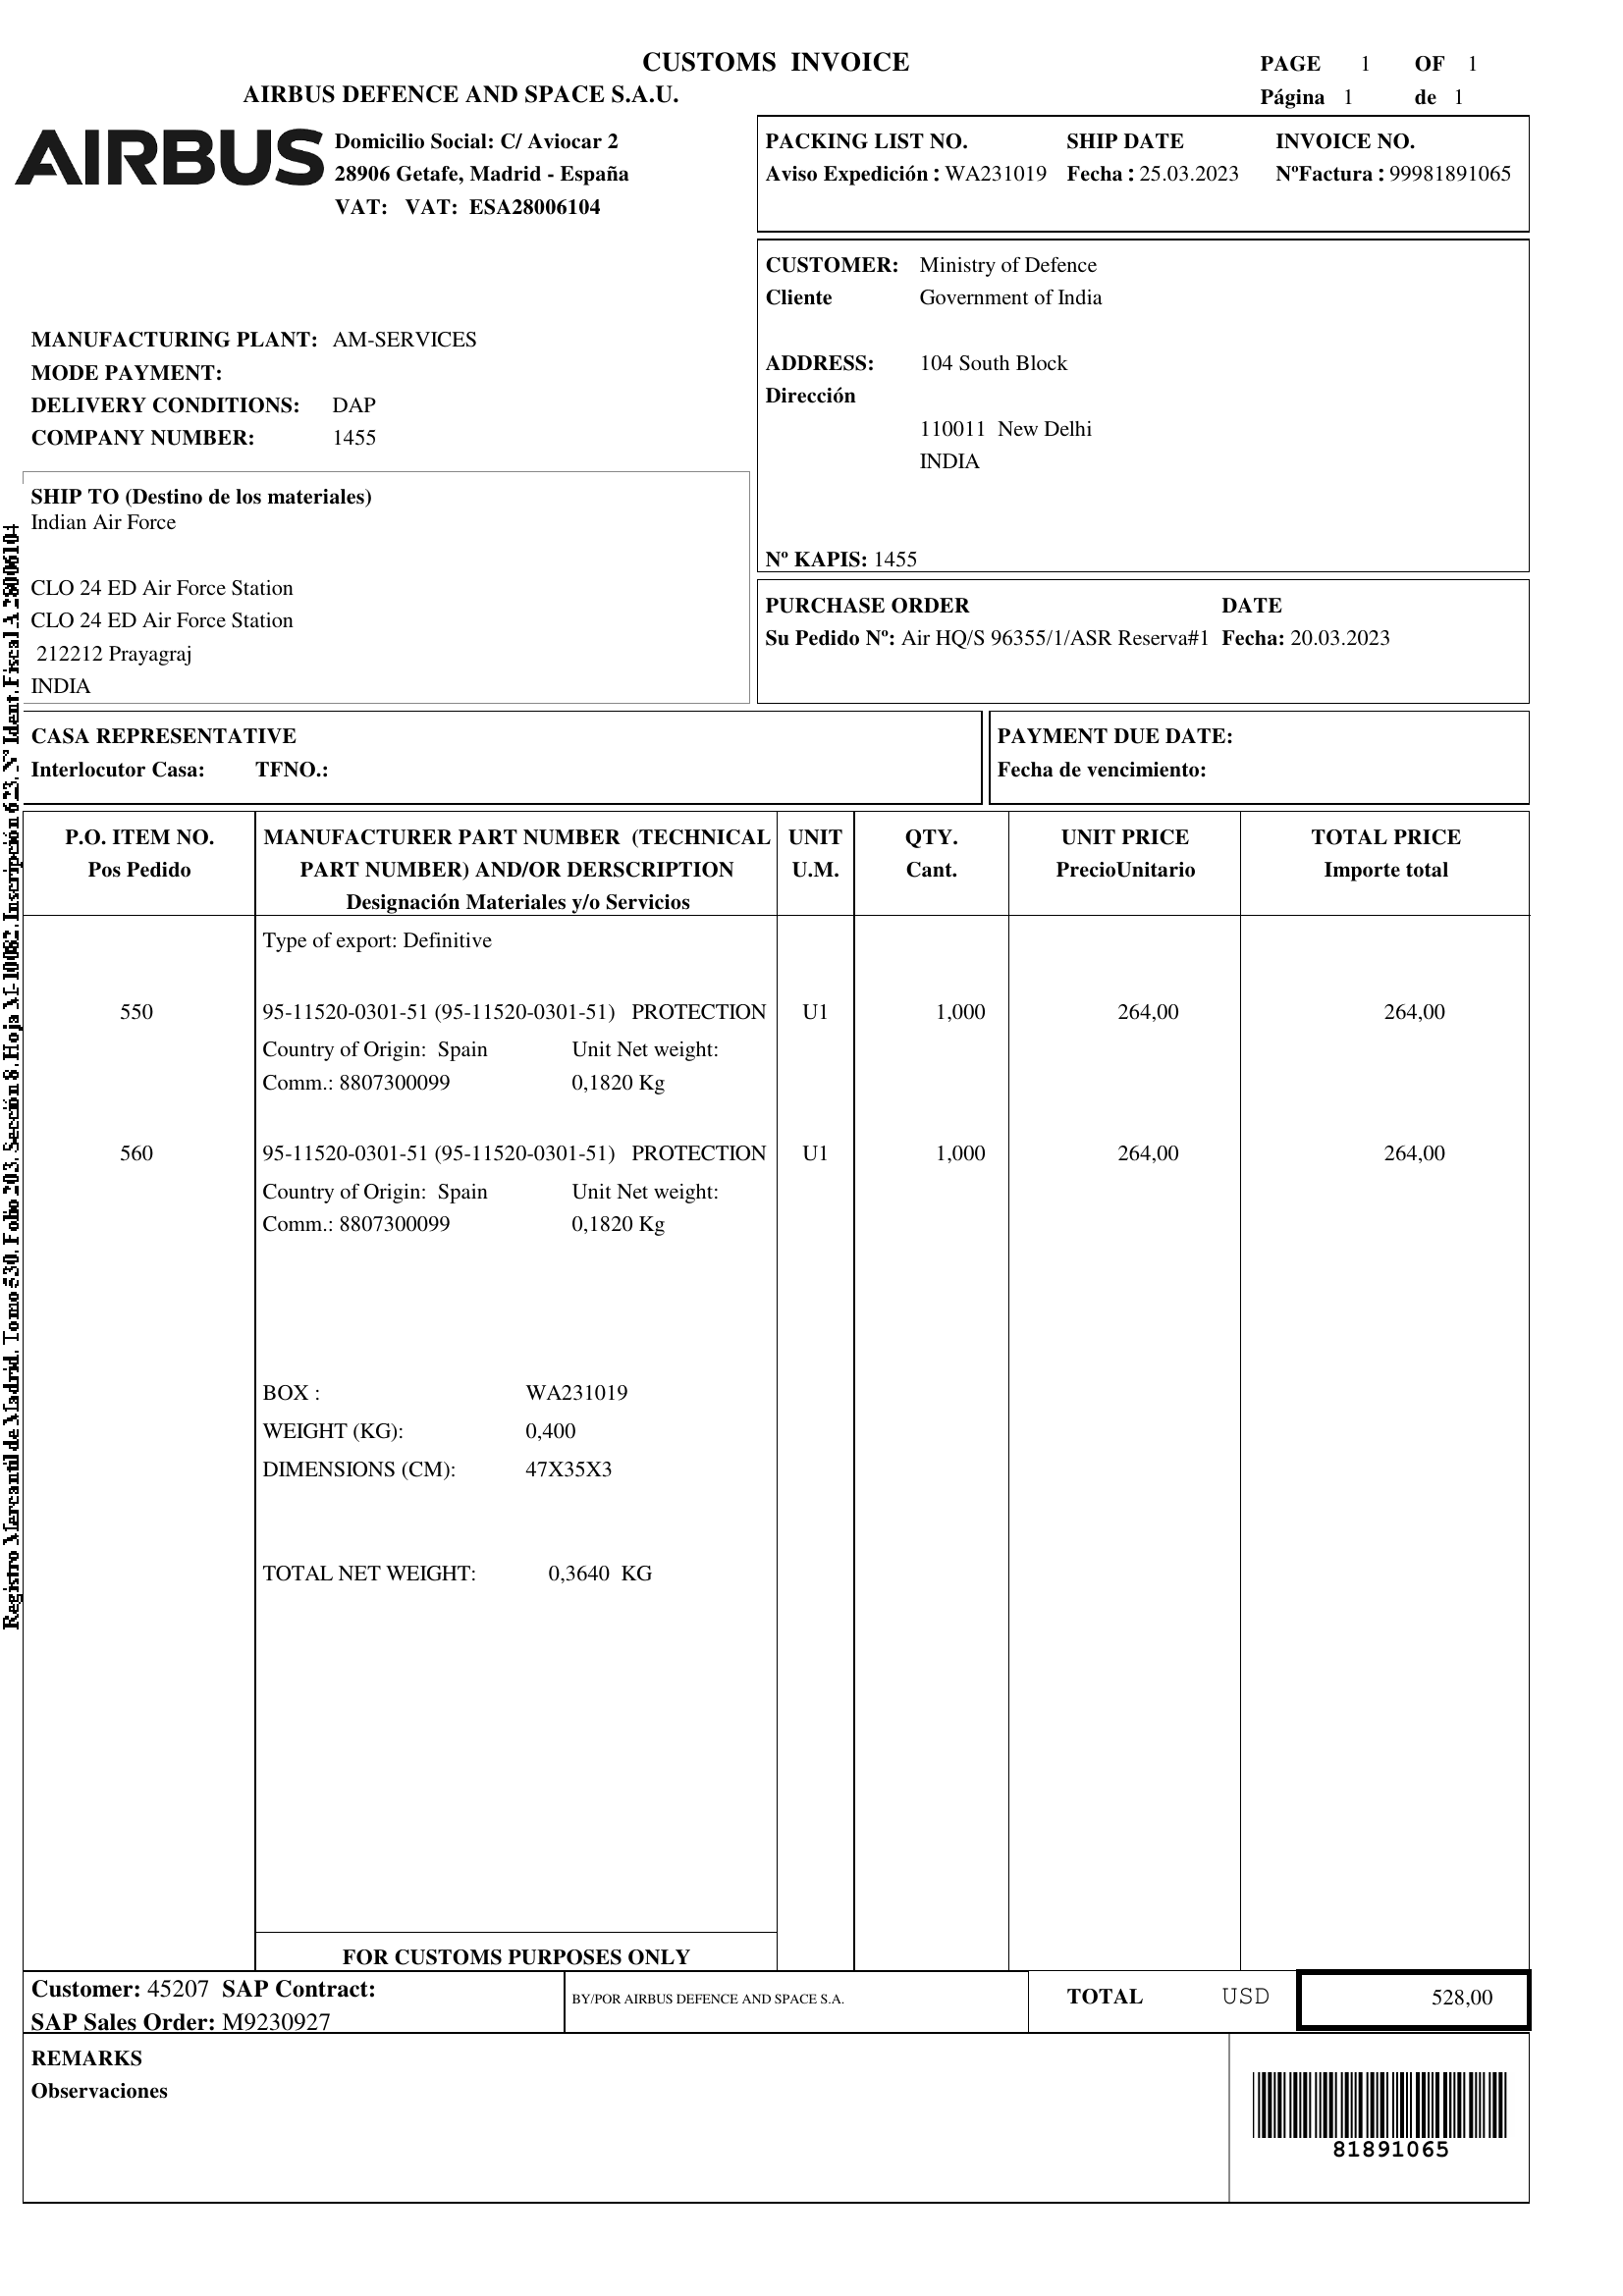 CUSTOMS INVOICE
PAGE 1 OF 1
AIRBUS DEFENCE AND SPACE S.A.U.
Página 1 de 1
AIRBUS
Domicilio Social: C/ Aviocar 2
28906 Getafe, Madrid - España
VAT: VAT: ESA28006104
PACKING LIST NO. SHIP DATE INVOICE NO.
Aviso Expedición : WA231019 Fecha : 25.03.2023 NºFactura : 99981891065
CUSTOMER: Ministry of Defence
Cliente Government of India
ADDRESS: 104 South Block
Dirección
110011 New Delhi
INDIA
Nº KAPIS: 1455
MANUFACTURING PLANT: AM-SERVICES
MODE PAYMENT:
DELIVERY CONDITIONS: DAP
COMPANY NUMBER: 1455
SHIP TO (Destino de los materiales)
Indian Air Force
CLO 24 ED Air Force Station
CLO 24 ED Air Force Station
212212 Prayagraj
INDIA
PURCHASE ORDER DATE
Su Pedido Nº: Air HQ/S 96355/1/ASR Reserva#1 Fecha: 20.03.2023
CASA REPRESENTATIVE
Interlocutor Casa: TFNO.:
PAYMENT DUE DATE:
Fecha de vencimiento:
P.O. ITEM NO. MANUFACTURER PART NUMBER (TECHNICAL UNIT QTY. UNIT PRICE TOTAL PRICE
Pos Pedido PART NUMBER) AND/OR DERSCRIPTION U.M. Cant. PrecioUnitario Importe total
Designación Materiales y/o Servicios
Type of export: Definitive
550 95-11520-0301-51 (95-11520-0301-51) PROTECTION U1 1,000 264,00 264,00
Country of Origin: Spain Unit Net weight:
Comm.: 8807300099 0,1820 Kg
560 95-11520-0301-51 (95-11520-0301-51) PROTECTION U1 1,000 264,00 264,00
Country of Origin: Spain Unit Net weight:
Comm.: 8807300099 0,1820 Kg
BOX : WA231019
WEIGHT (KG): 0,400
DIMENSIONS (CM): 47X35X3
TOTAL NET WEIGHT: 0,3640 KG
FOR CUSTOMS PURPOSES ONLY
Customer: 45207 SAP Contract:
SAP Sales Order: M9230927
BY/POR AIRBUS DEFENCE AND SPACE S.A.
TOTAL USD 528,00
REMARKS
Observaciones
81891065
Registro Mercantil de Madrid, Tomo 530, Folio 203, Sección 8, Hoja M-10082, Inscripción 623, Nº Ident. Fiscal A 28006104